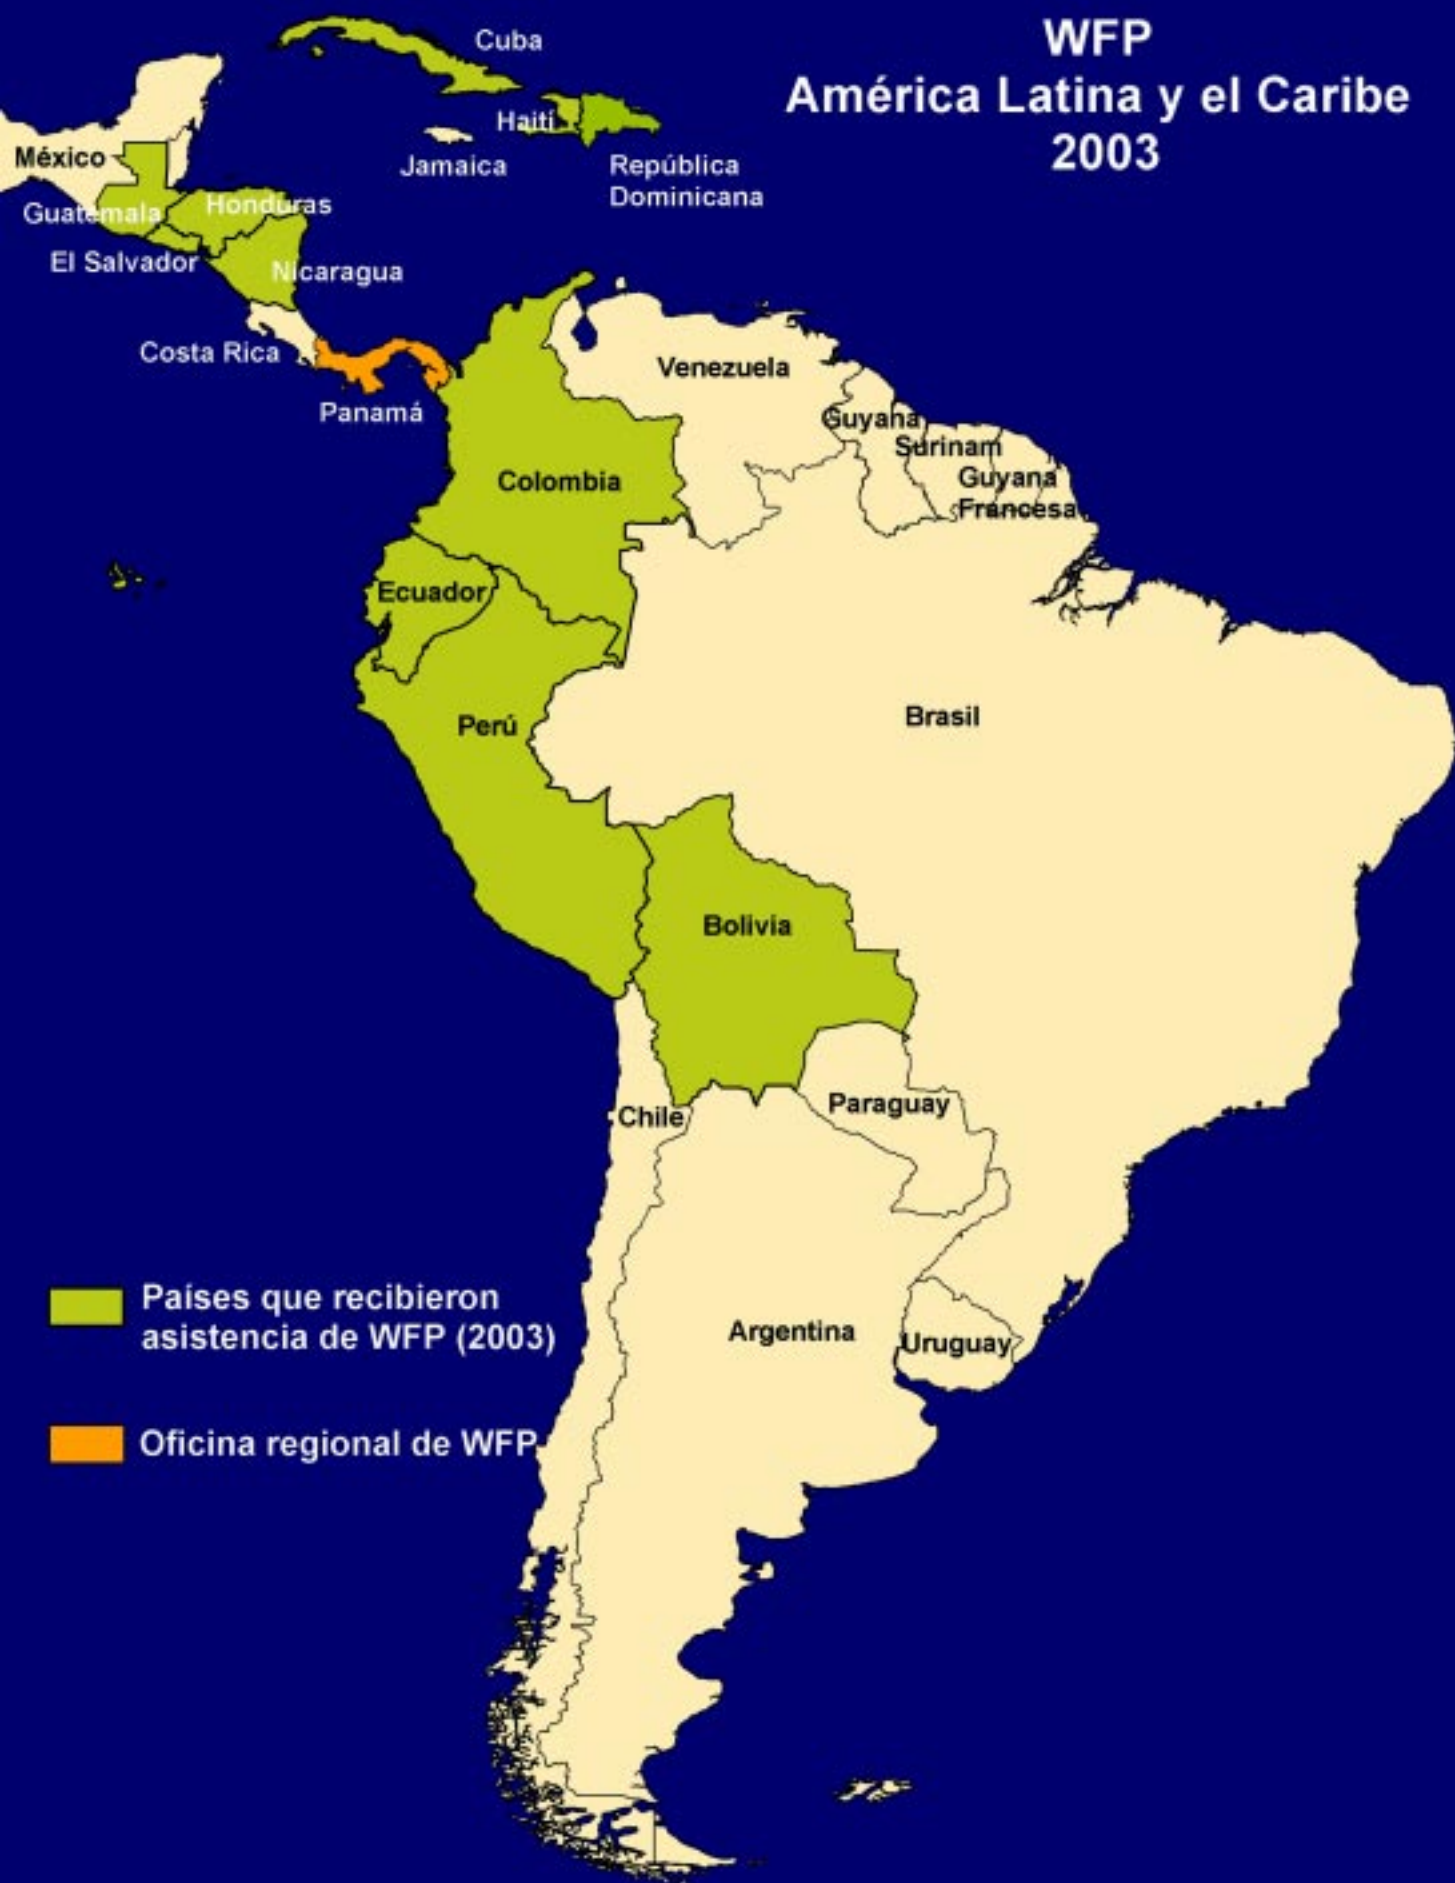 WFP
América Latina y el Caribe
2003
Cuba
Haití
Jamaica
República
Dominicana
México
Guatemala
Honduras
El Salvador
Nicaragua
Costa Rica
Panamá
Venezuela
Guyana
Surinam
Guyana
Francesa
Colombia
Ecuador
Perú
Brasil
Bolivia
Paraguay
Chile
Argentina
Uruguay
Países que recibieron
asistencia de WFP (2003)
Oficina regional de WFP